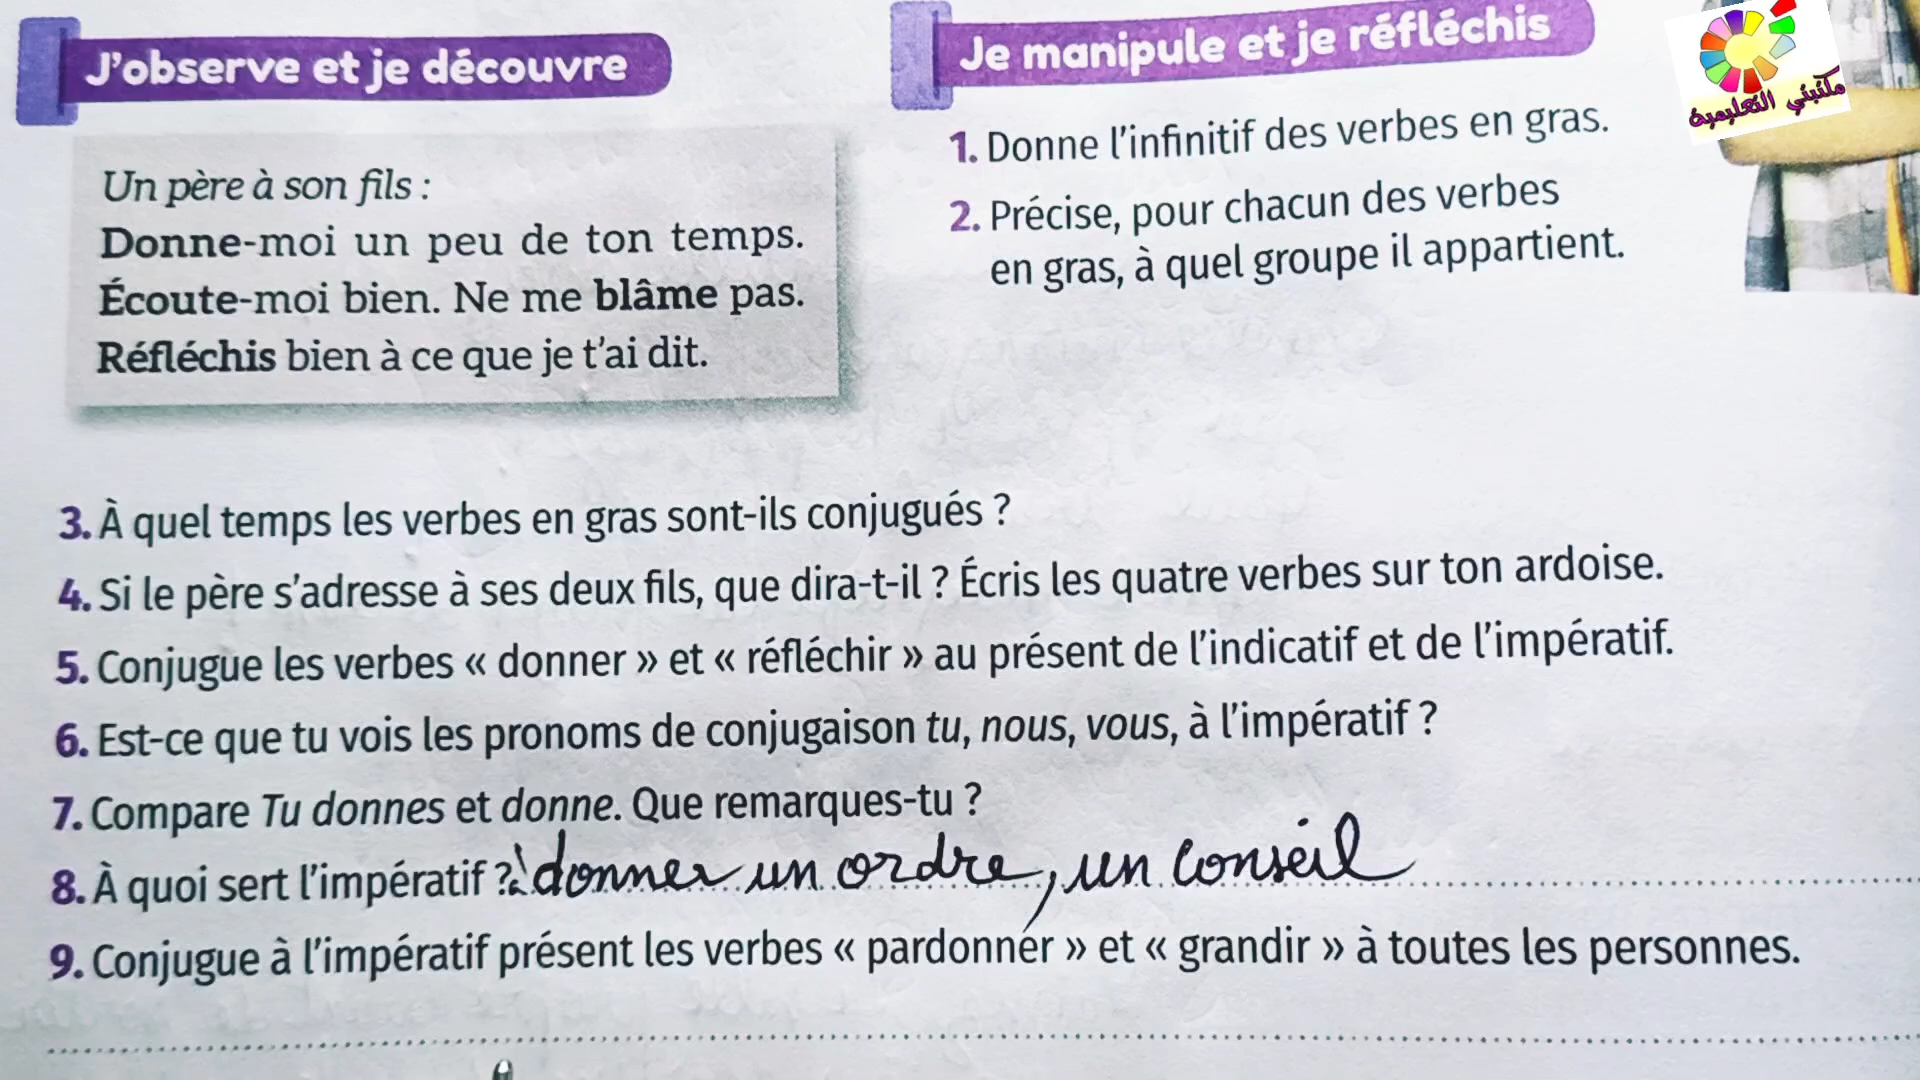 J'observe et je découvre
Un père à son fils :
Donne-moi un peu de ton temps.
Écoute-moi bien. Ne me blâme pas.
Réfléchis bien à ce que je t'ai dit.
Je manipule et je réfléchis
1. Donne l'infinitif des verbes en gras.
2. Précise, pour chacun des verbes
en gras, à quel groupe il appartient.
مكتبتي التعليمية
3. À quel temps les verbes en gras sont-ils conjugués ?
4. Si le père s'adresse à ses deux fils, que dira-t-il ? Écris les quatre verbes sur ton ardoise.
5. Conjugue les verbes « donner » et « réfléchir » au présent de l'indicatif et de l'impératif.
6. Est-ce que tu vois les pronoms de conjugaison tu, nous, vous, à l'impératif ?
7. Compare Tu donnes et donne. Que remarques-tu ?
8. À quoi sert l'impératif ? à donner un ordre, un conseil
9. Conjugue à l'impératif présent les verbes « pardonner » et « grandir » à toutes les personnes.